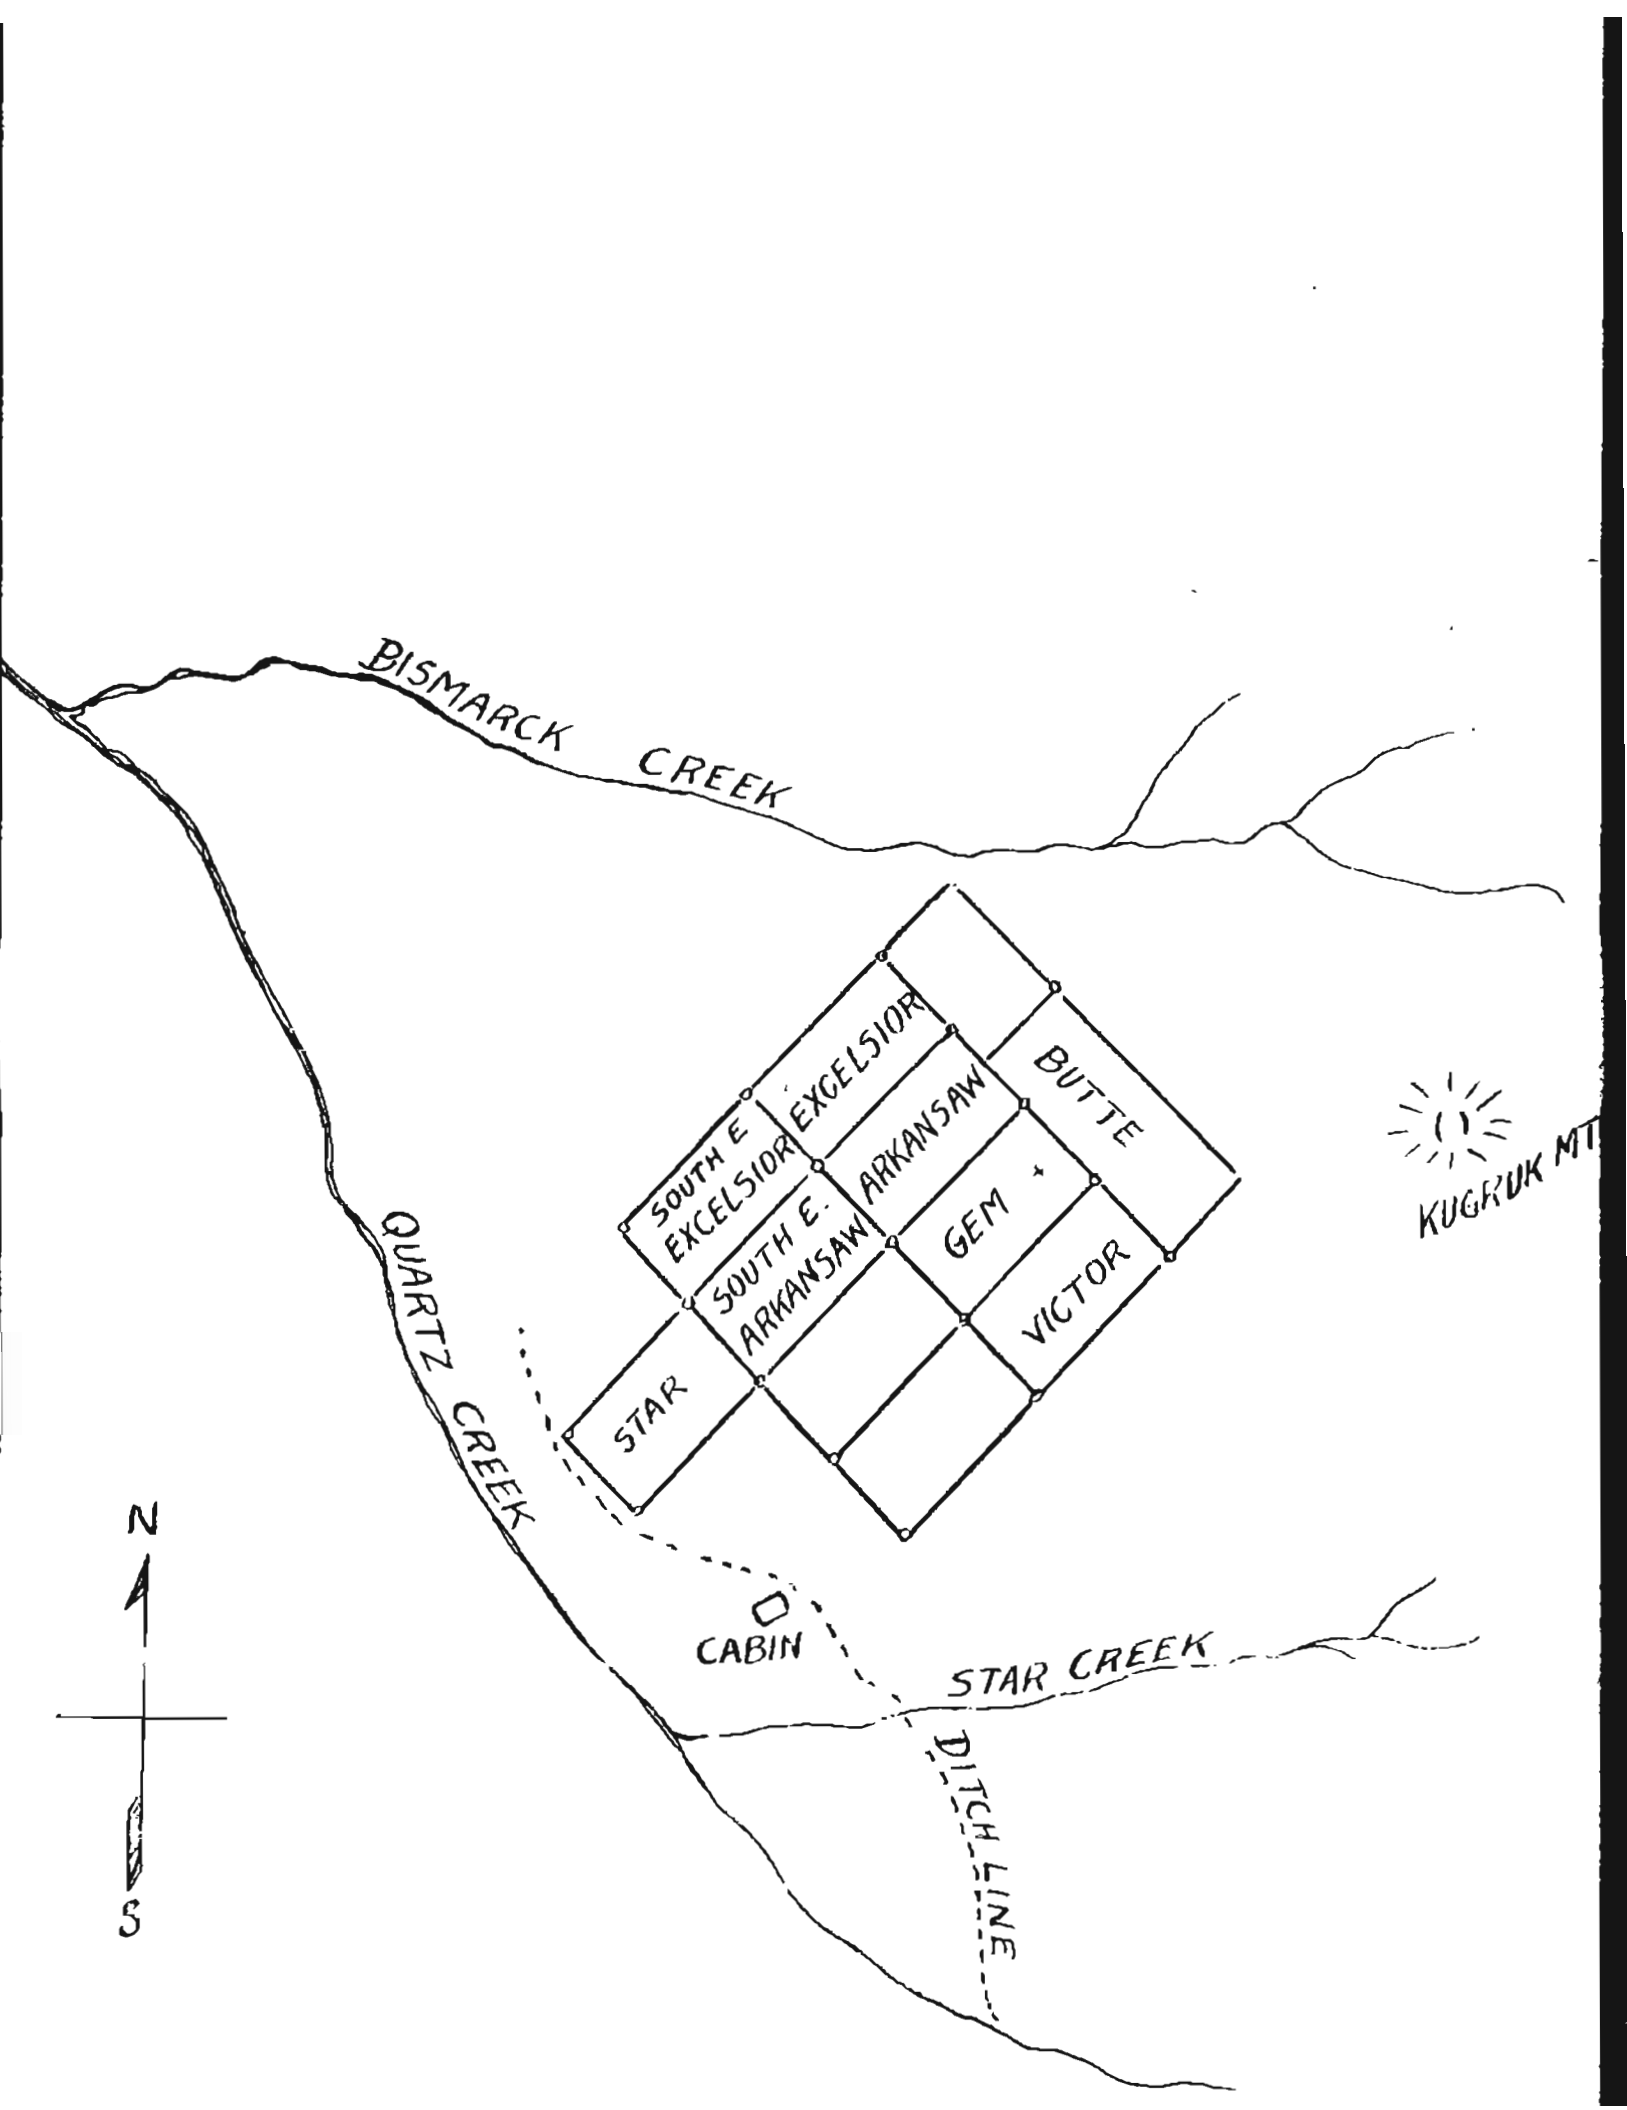 BISMARCK CREEK
EXCELSIOR
SOUTH E
EXCELSIOR
ARKANSAW
SOUTH E.
ARKANSAW
BUTTE
GEM
VICTOR
STAR
KUGRUK MT
QUARTZ CREEK
N
S
CABIN
STAR CREEK
DITCH LINE